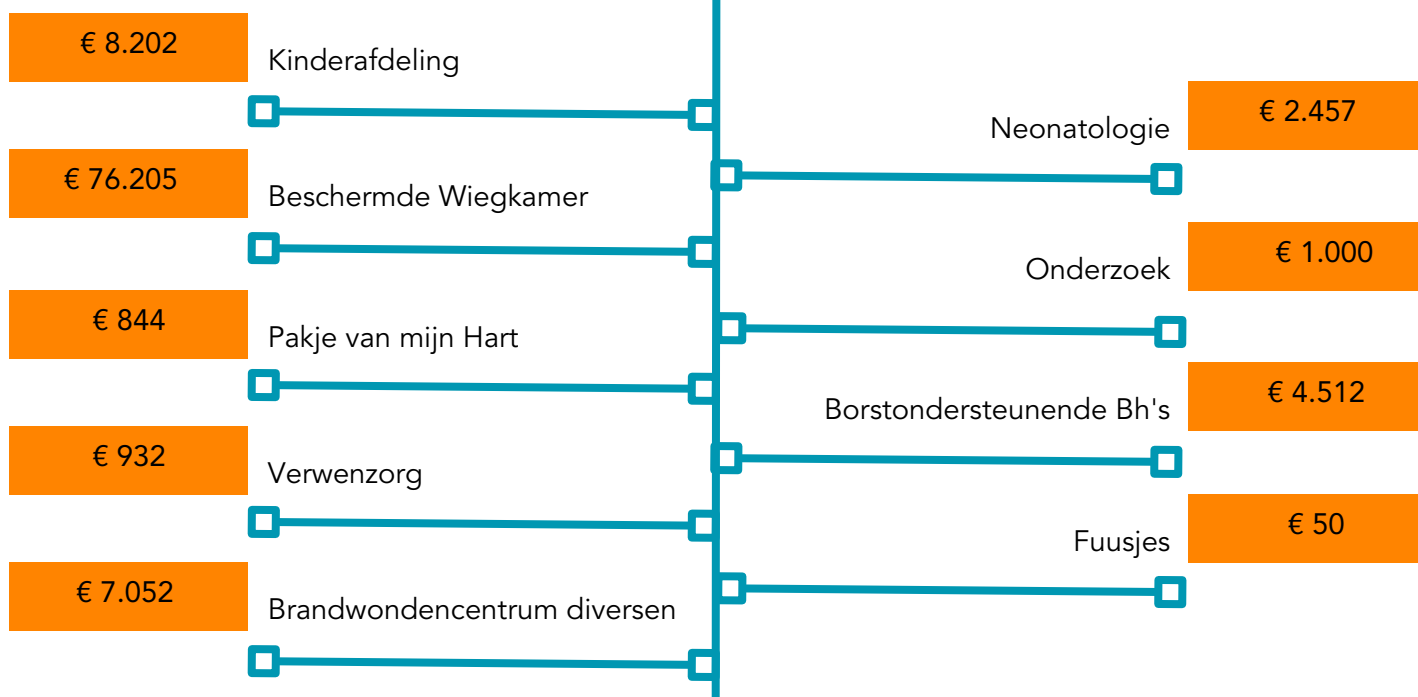 € 8.202
Kinderafdeling
€ 2.457
Neonatologie
€ 76.205
Beschermde Wiegkamer
€ 1.000
Onderzoek
€ 844
Pakje van mijn Hart
€ 4.512
Borstondersteunende Bh's
€ 932
Verwenzorg
€ 50
Fuusjes
€ 7.052
Brandwondencentrum diversen